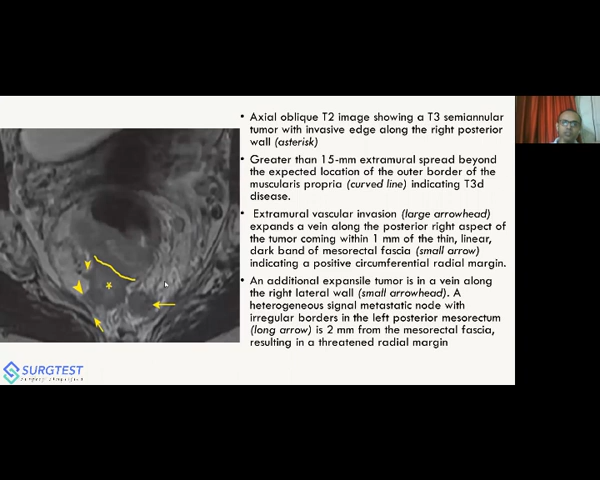 • Axial oblique T2 image showing a T3 semiannular
tumor with invasive edge along the right posterior
wall (asterisk)
• Greater than 15-mm extramural spread beyond
the expected location of the outer border of the
muscularis propria (curved line) indicating T3d
disease.
• Extramural vascular invasion (large arrowhead)
expands a vein along the posterior right aspect of
the tumor coming within 1 mm of the thin, linear,
dark band of mesorectal fascia (small arrow)
indicating a positive circumferential radial margin.
• An additional expansile tumor is in a vein along
the right lateral wall (small arrowhead). A
heterogeneous signal metastatic node with
irregular borders in the left posterior mesorectum
(long arrow) is 2 mm from the mesorectal fascia,
resulting in a threatened radial margin
SURGTEST